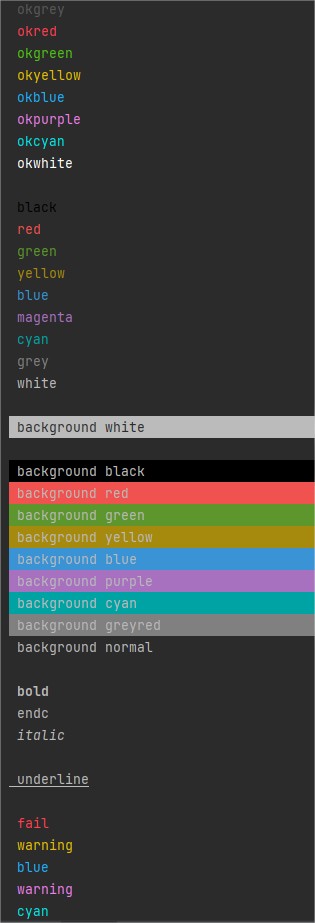 okgrey
okred
okgreen
okyellow
okblue
okpurple
okcyan
okwhite
black
red
green
yellow
blue
magenta
cyan
grey
white
background white
background black
background red
background green
background yellow
background blue
background purple
background cyan
background greyred
background normal
bold
endc
italic
underline
fail
warning
blue
warning
cyan